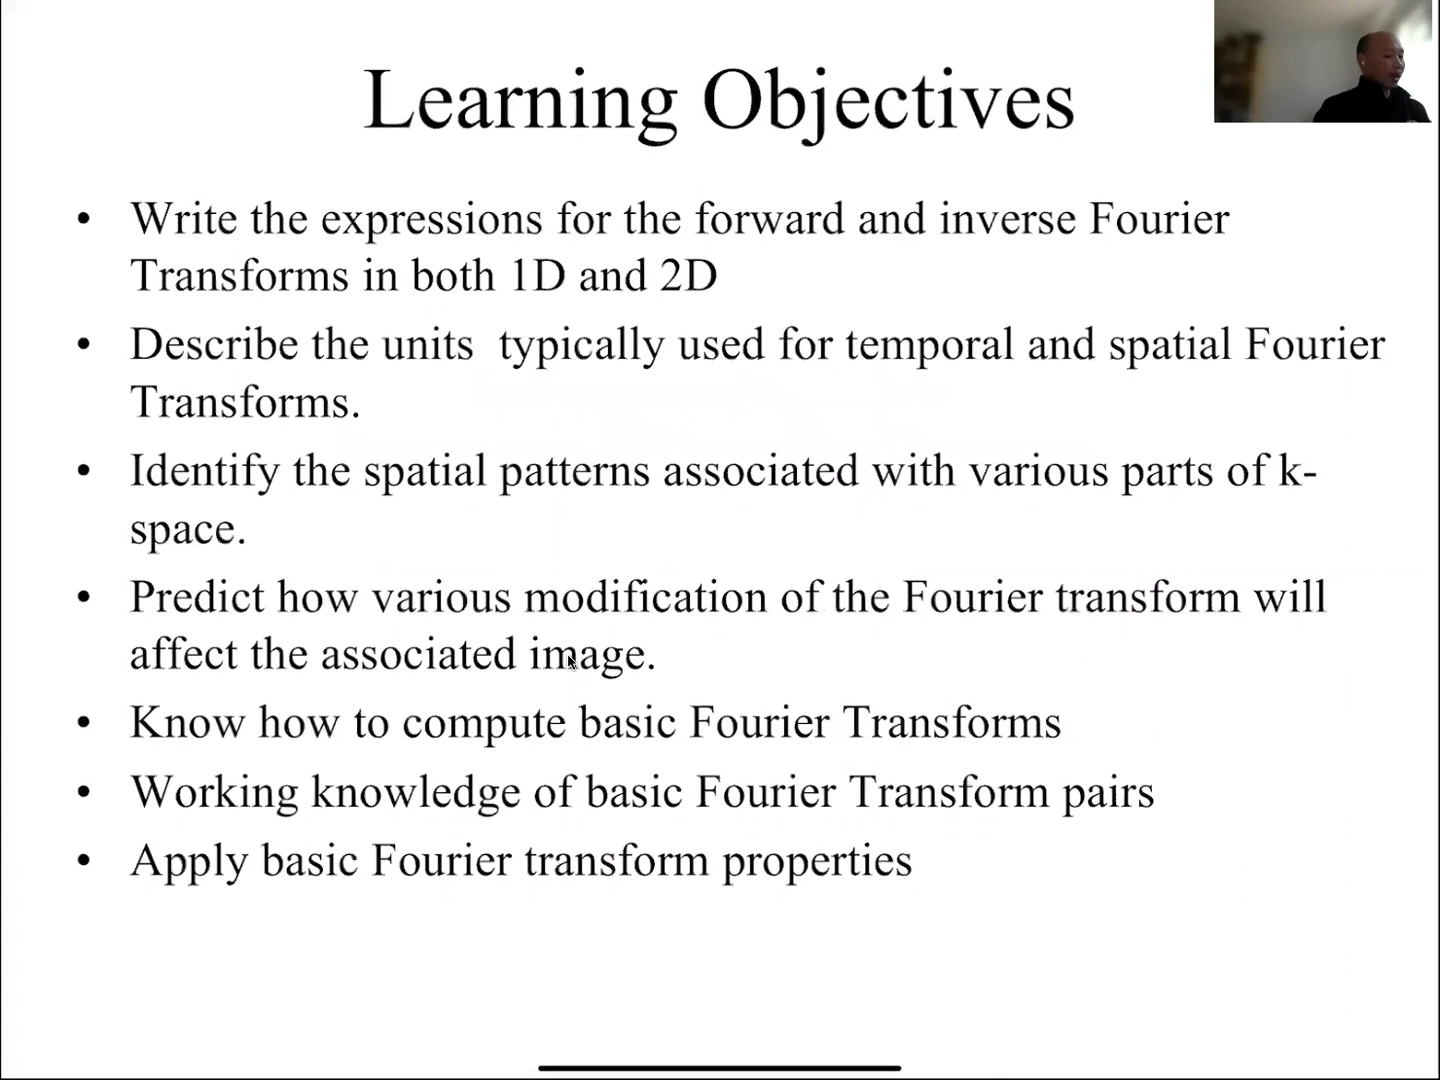 Learning Objectives
• Write the expressions for the forward and inverse Fourier
Transforms in both 1D and 2D
• Describe the units  typically used for temporal and spatial Fourier
Transforms.
• Identify the spatial patterns associated with various parts of k-
space.
• Predict how various modification of the Fourier transform will
affect the associated image.
• Know how to compute basic Fourier Transforms
• Working knowledge of basic Fourier Transform pairs
• Apply basic Fourier transform properties